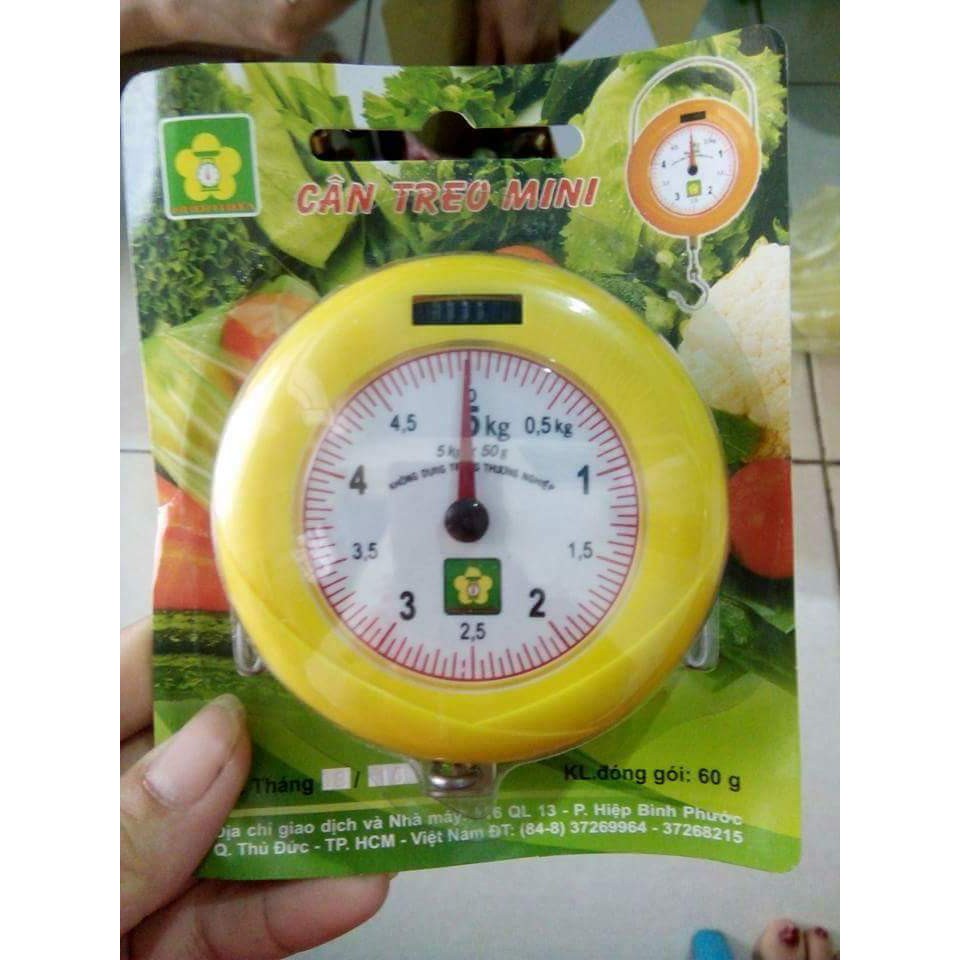 CÂN TREO MINI
0
5 kg
0,5 kg
1
1,5
2
2,5
3
3,5
4
4,5
5 kg x 50 g
KHÔNG DÙNG TRONG THƯƠNG NGHIỆP
Tháng
KL.đóng gói: 60 g
Địa chỉ giao dịch và Nhà máy: QL 13 - P. Hiệp Bình Phước
Q. Thủ Đức - TP. HCM - Việt Nam ĐT: (84-8) 37269964 - 37268215